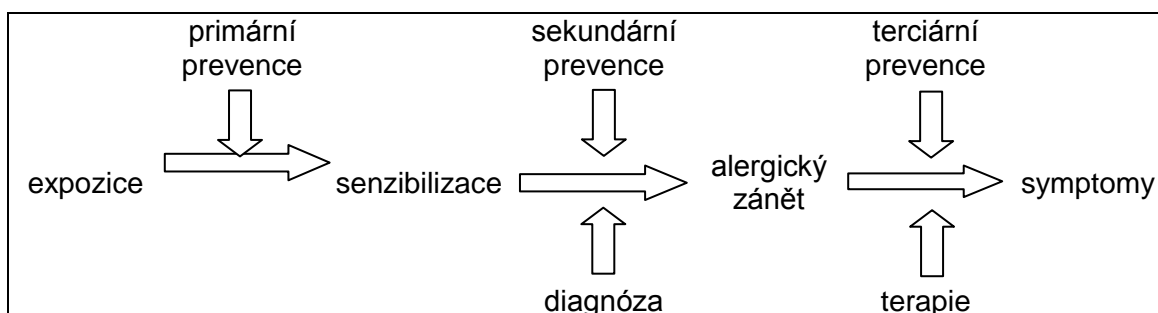 primární
prevence
sekundární
prevence
terciární
prevence
expozice
senzibilizace
alergický
zánět
symptomy
diagnóza
terapie